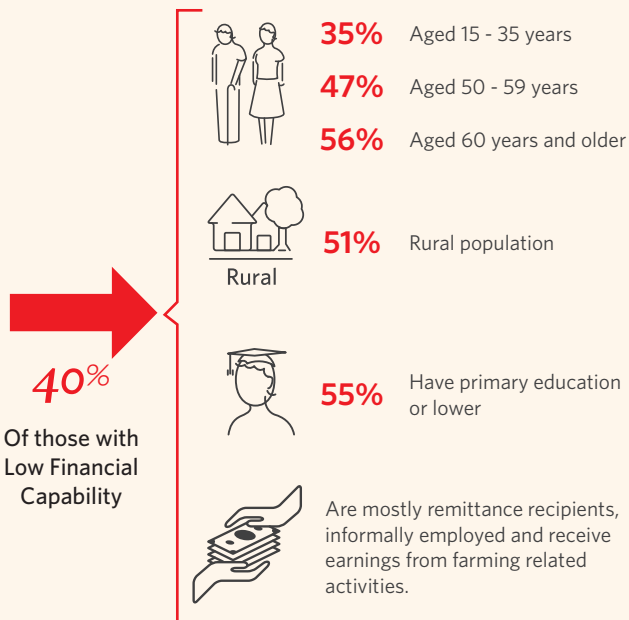 35% Aged 15 - 35 years
47% Aged 50 - 59 years
56% Aged 60 years and older
51% Rural population
Rural
40%
Of those with
Low Financial
Capability
55% Have primary education
or lower
Are mostly remittance recipients,
informally employed and receive
earnings from farming related
activities.